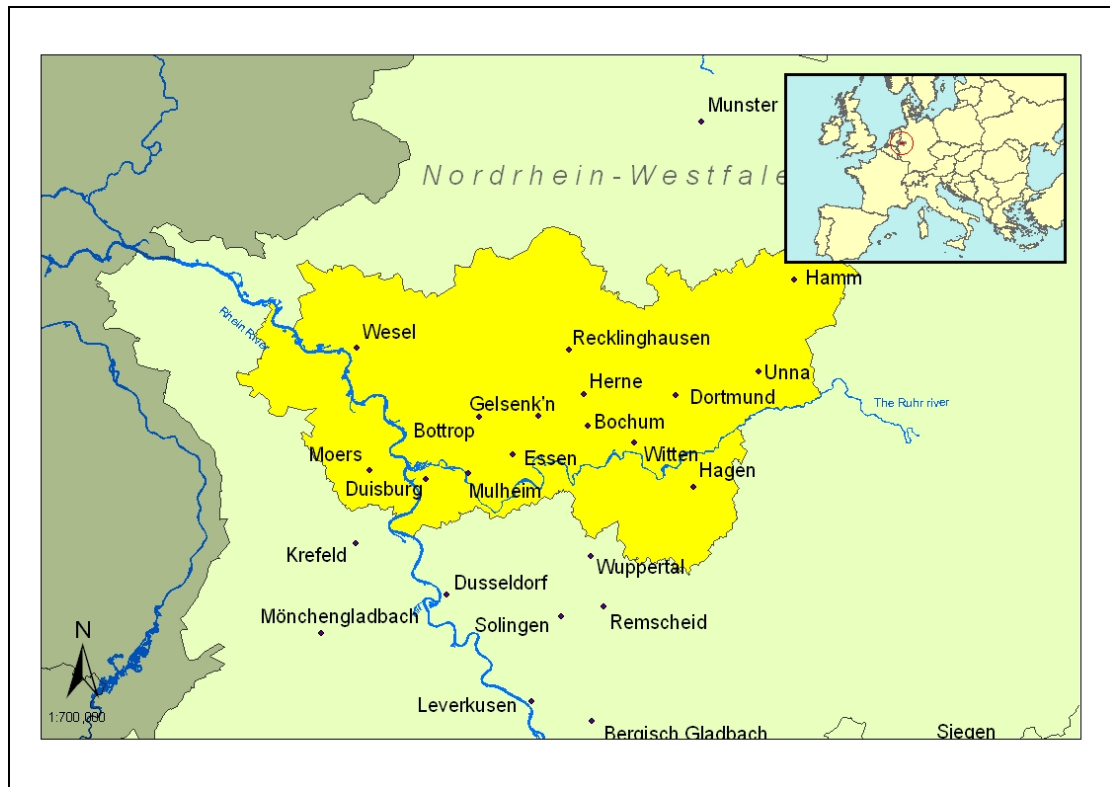 Munster
Nordrhein-Westfale
Hamm
Rhein River
Wesel
Recklinghausen
Unna
Herne
Dortmund
The Ruhr river
Gelsenk'n
Bottrop
Bochum
Witten
Moers
Essen
Hagen
Duisburg
Mulheim
Krefeld
Wuppertal
Dusseldorf
Mönchengladbach
Solingen
Remscheid
N
Leverkusen
1:700,000
Bergisch Gladbach
Siegen